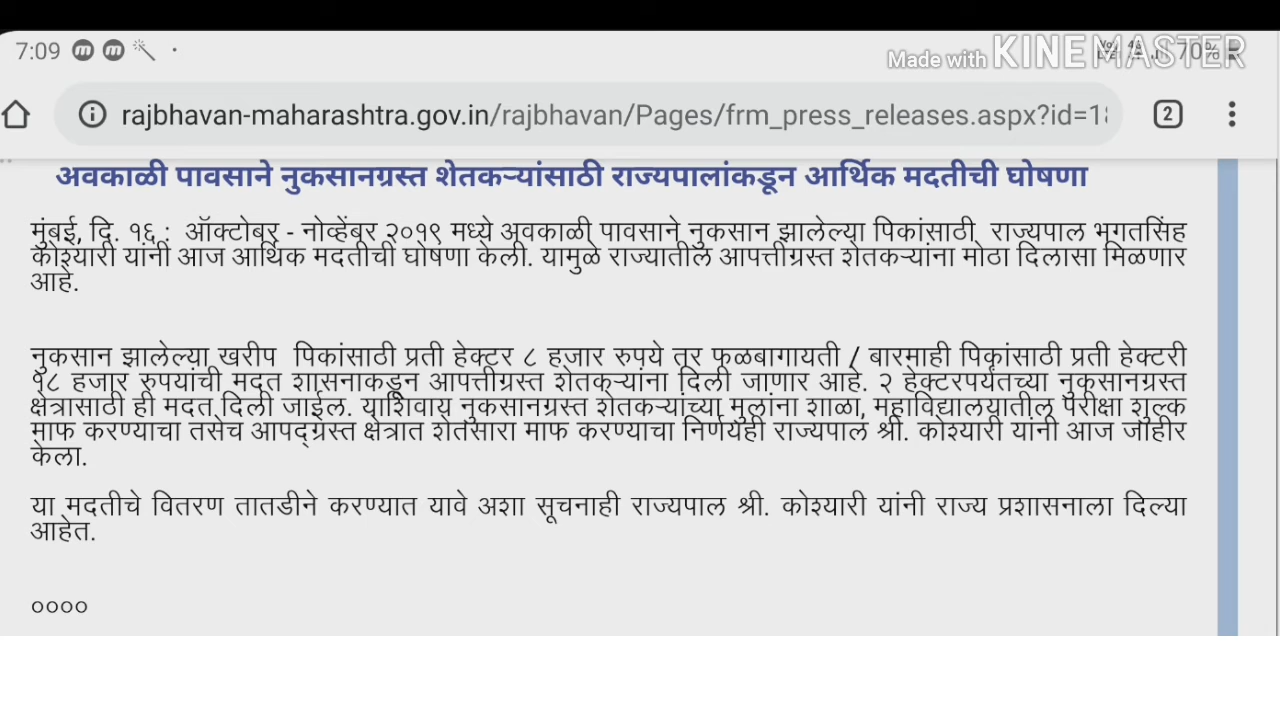 7:09
Made with KINEMASTER
70%
rajbhavan-maharashtra.gov.in/rajbhavan/Pages/frm_press_releases.aspx?id=1
2
अवकाळी पावसाने नुकसानग्रस्त शेतकऱ्यांसाठी राज्यपालांकडून आर्थिक मदतीची घोषणा
मुंबई, दि. १६ : ऑक्टोबर - नोव्हेंबर २०१९ मध्ये अवकाळी पावसाने नुकसान झालेल्या पिकांसाठी राज्यपाल भगतसिंह
कोश्यारी यांनी आज आर्थिक मदतीची घोषणा केली. यामुळे राज्यातील आपत्तीग्रस्त शेतकऱ्यांना मोठा दिलासा मिळणार
आहे.
नुकसान झालेल्या खरीप पिकांसाठी प्रती हेक्टर ८ हजार रुपये तर फळबागायती / बारमाही पिकांसाठी प्रती हेक्टरी
१८ हजार रुपयांची मदत शासनाकडून आपत्तीग्रस्त शेतकऱ्यांना दिली जाणार आहे. २ हेक्टरपर्यंतच्या नुकसानग्रस्त
क्षेत्रासाठी ही मदत दिली जाईल. याशिवाय नुकसानग्रस्त शेतकऱ्यांच्या मुलांना शाळा, महाविद्यालयातील परीक्षा शुल्क
माफ करण्याचा तसेच आपद्ग्रस्त क्षेत्रात शेतसारा माफ करण्याचा निर्णयही राज्यपाल श्री. कोश्यारी यांनी आज जाहीर
केला.
या मदतीचे वितरण तातडीने करण्यात यावे अशा सूचनाही राज्यपाल श्री. कोश्यारी यांनी राज्य प्रशासनाला दिल्या
आहेत.
००००